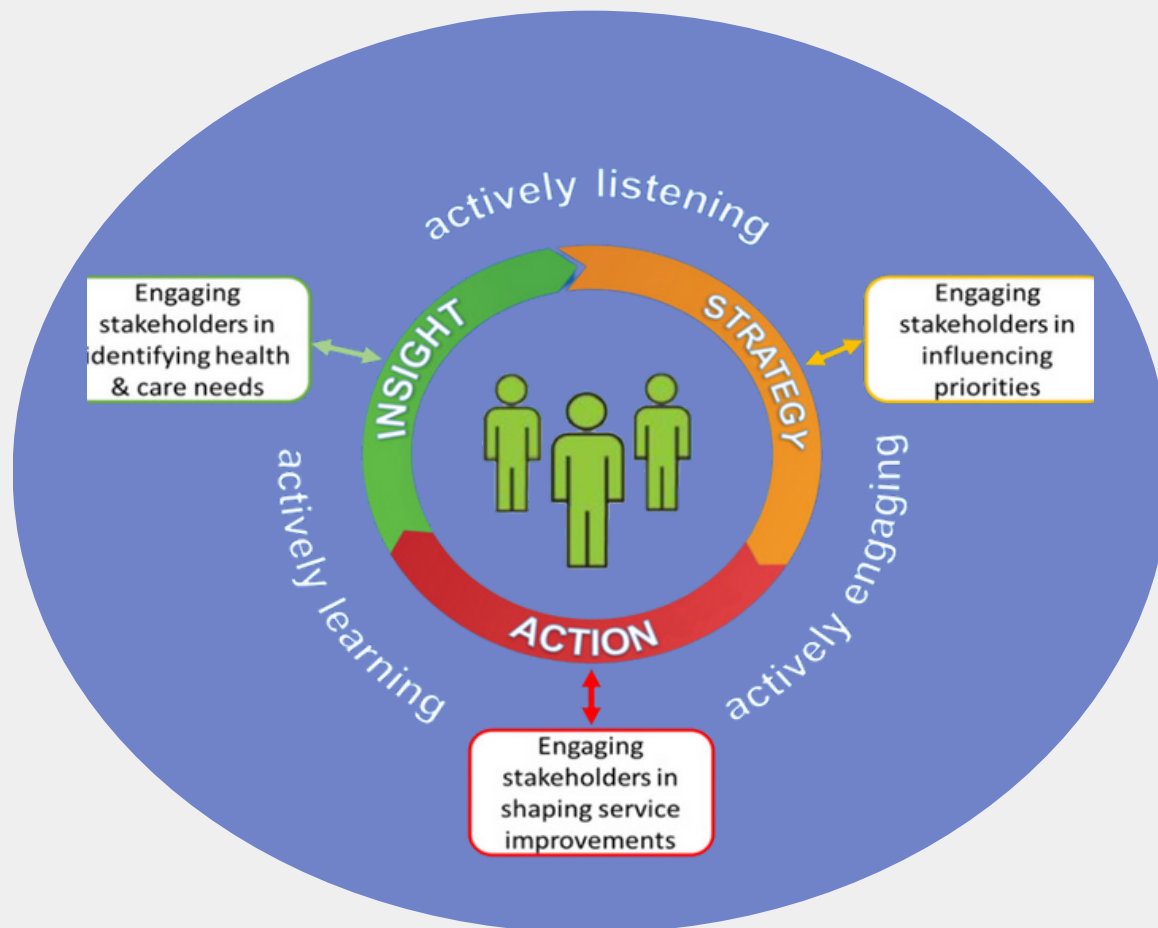 actively listening
Engaging
stakeholders in
identifying health
& care needs
INSIGHT
STRATEGY
Engaging
stakeholders in
influencing
priorities
actively learning
ACTION
actively engaging
Engaging
stakeholders in
shaping service
improvements